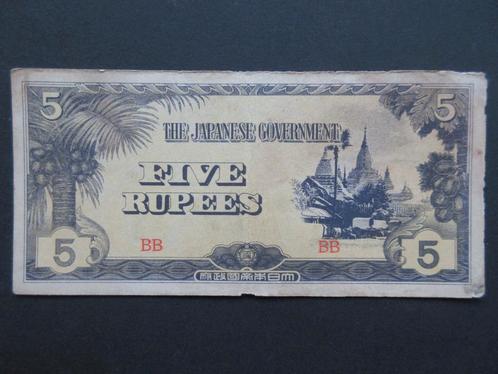 5 5
THE JAPANESE GOVERNMENT
FIVE
RUPEES
BB BB
5 5
府政國帝本日大